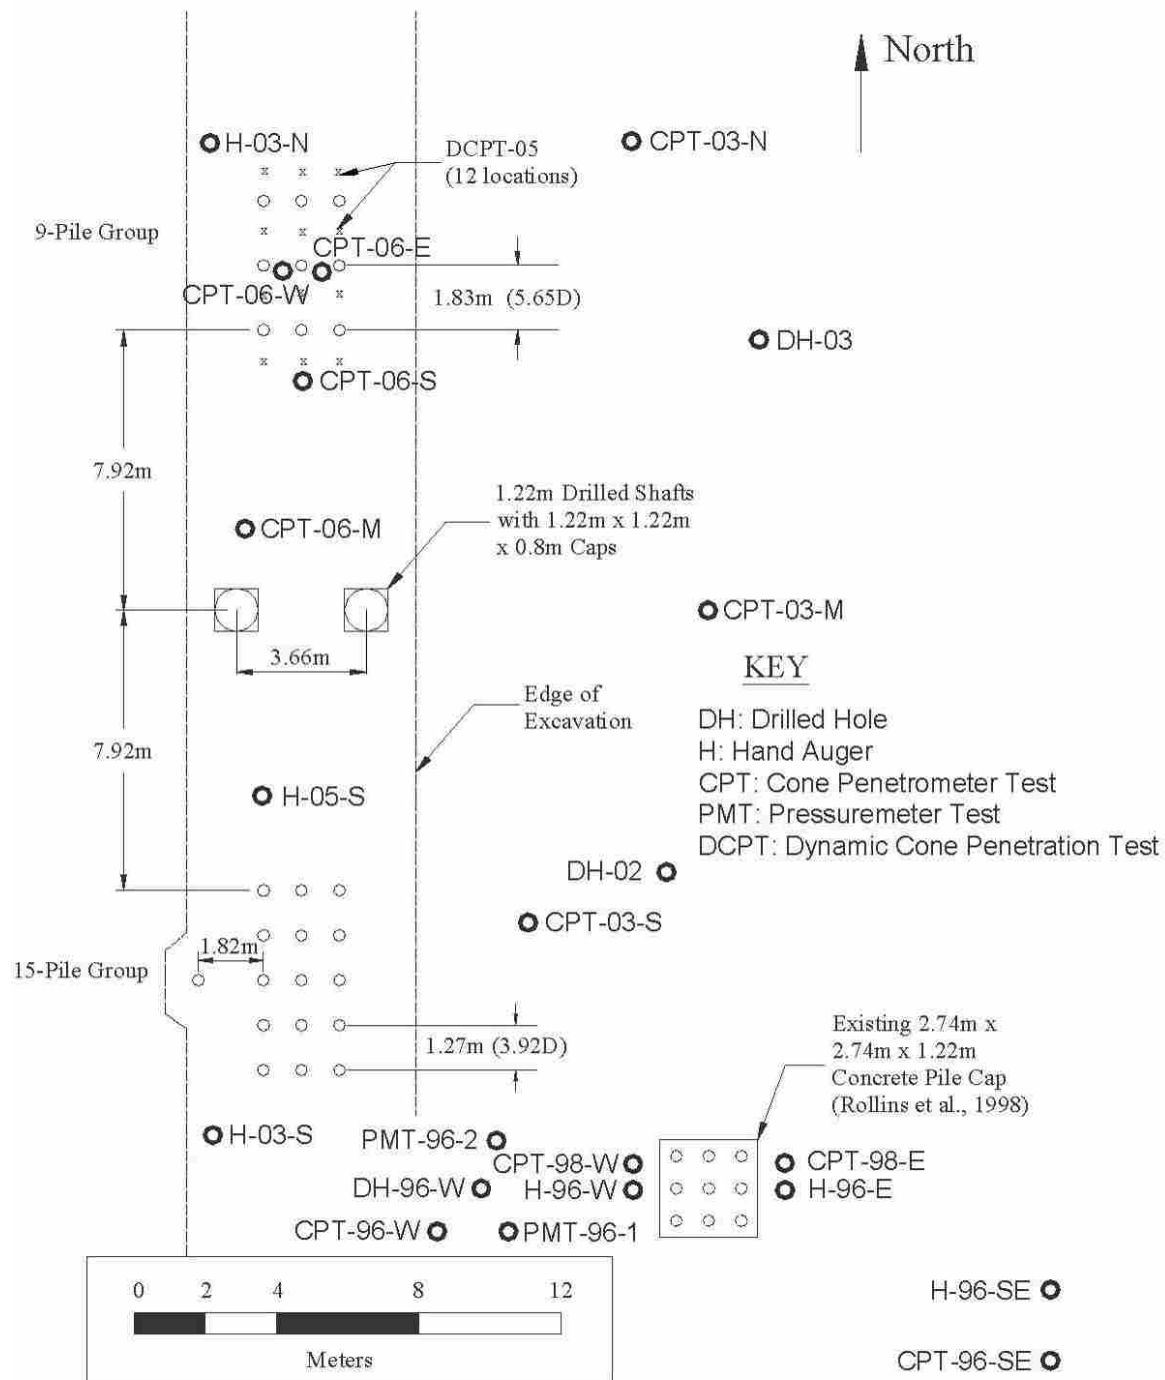 North
H-03-N
CPT-03-N
DCPT-05
(12 locations)
x x x
9-Pile Group
x x x
CPT-06-E
CPT-06-W
x x x
1.83m (5.65D)
DH-03
x x x
CPT-06-S
7.92m
1.22m Drilled Shafts
with 1.22m x 1.22m
x 0.8m Caps
CPT-06-M
CPT-03-M
3.66m
KEY
Edge of
Excavation
DH: Drilled Hole
H: Hand Auger
CPT: Cone Penetrometer Test
PMT: Pressuremeter Test
DCPT: Dynamic Cone Penetration Test
7.92m
H-05-S
DH-02
CPT-03-S
1.82m
15-Pile Group
1.27m (3.92D)
Existing 2.74m x
2.74m x 1.22m
Concrete Pile Cap
(Rollins et al., 1998)
H-03-S
PMT-96-2
CPT-98-W
CPT-98-E
DH-96-W
H-96-W
H-96-E
CPT-96-W
PMT-96-1
0 2 4 8 12
Meters
H-96-SE
CPT-96-SE